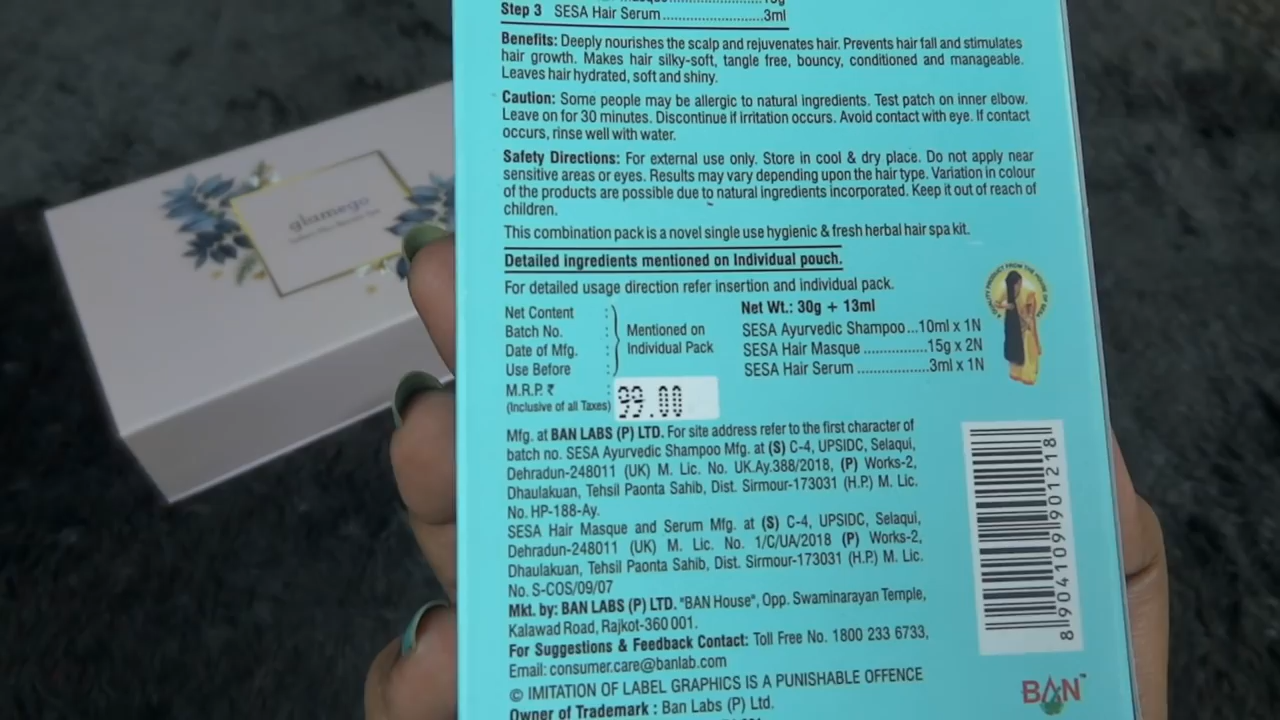 Step 3 SESA Hair Serum............................3ml
Benefits: Deeply nourishes the scalp and rejuvenates hair. Prevents hair fall and stimulates
hair growth. Makes hair silky-soft, tangle free, bouncy, conditioned and manageable.
Leaves hair hydrated, soft and shiny.
Caution: Some people may be allergic to natural ingredients. Test patch on inner elbow.
Leave on for 30 minutes. Discontinue if irritation occurs. Avoid contact with eye. If contact
occurs, rinse well with water.
Safety Directions: For external use only. Store in cool & dry place. Do not apply near
sensitive areas or eyes. Results may vary depending upon the hair type. Variation in colour
of the products are possible due to natural ingredients incorporated. Keep it out of reach of
children.
This combination pack is a novel single use hygienic & fresh herbal hair spa kit.
Detailed ingredients mentioned on Individual pouch.
For detailed usage direction refer insertion and individual pack.
Net Content :
Batch No. :
Date of Mfg. :
Use Before :
Mentioned on
Individual Pack
M.R.P. ₹ :
(Inclusive of all Taxes)
99.00
Net Wt.: 30g + 13ml
SESA Ayurvedic Shampoo...10ml x 1N
SESA Hair Masque ................15g x 2N
SESA Hair Serum ..................3ml x 1N
Mfg. at BAN LABS (P) LTD. For site address refer to the first character of
batch no. SESA Ayurvedic Shampoo Mfg. at (S) C-4, UPSIDC, Selaqui,
Dehradun-248011 (UK) M. Lic. No. UK.Ay.388/2018, (P) Works-2,
Dhaulakuan, Tehsil Paonta Sahib, Dist. Sirmour-173031 (H.P.) M. Lic.
No. HP-188-Ay.
SESA Hair Masque and Serum Mfg. at (S) C-4, UPSIDC, Selaqui,
Dehradun-248011 (UK) M. Lic. No. 1/C/UA/2018 (P) Works-2,
Dhaulakuan, Tehsil Paonta Sahib, Dist. Sirmour-173031 (H.P.) M. Lic.
No. S-COS/09/07
Mkt. by: BAN LABS (P) LTD. "BAN House", Opp. Swaminarayan Temple,
Kalawad Road, Rajkot-360 001.
For Suggestions & Feedback Contact: Toll Free No. 1800 233 6733,
Email: consumer.care@banlab.com
© IMITATION OF LABEL GRAPHICS IS A PUNISHABLE OFFENCE
Owner of Trademark : Ban Labs (P) Ltd.
8904109901218
BAN™
glamego